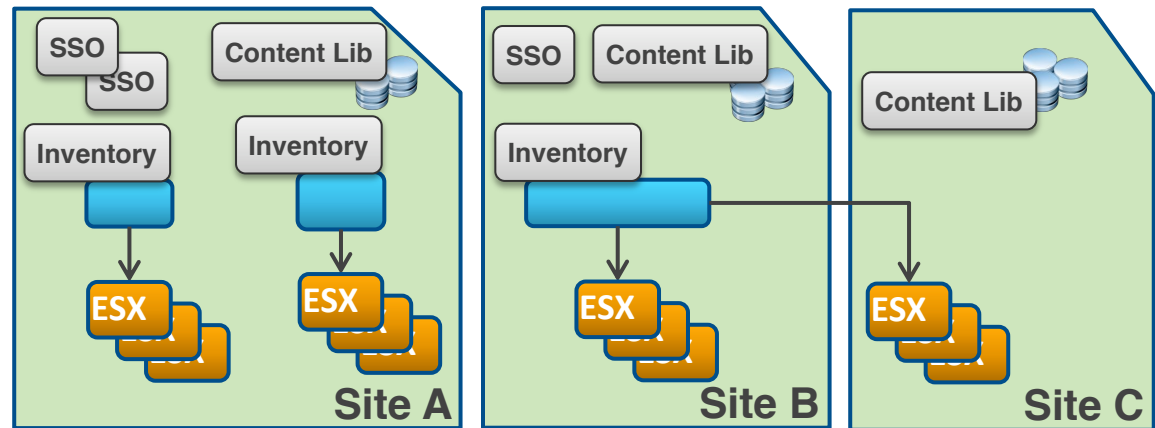 SSO
SSO
Content Lib
Inventory
Inventory
ESX
ESX
Site A
SSO
Content Lib
Inventory
ESX
Site B
Content Lib
ESX
Site C